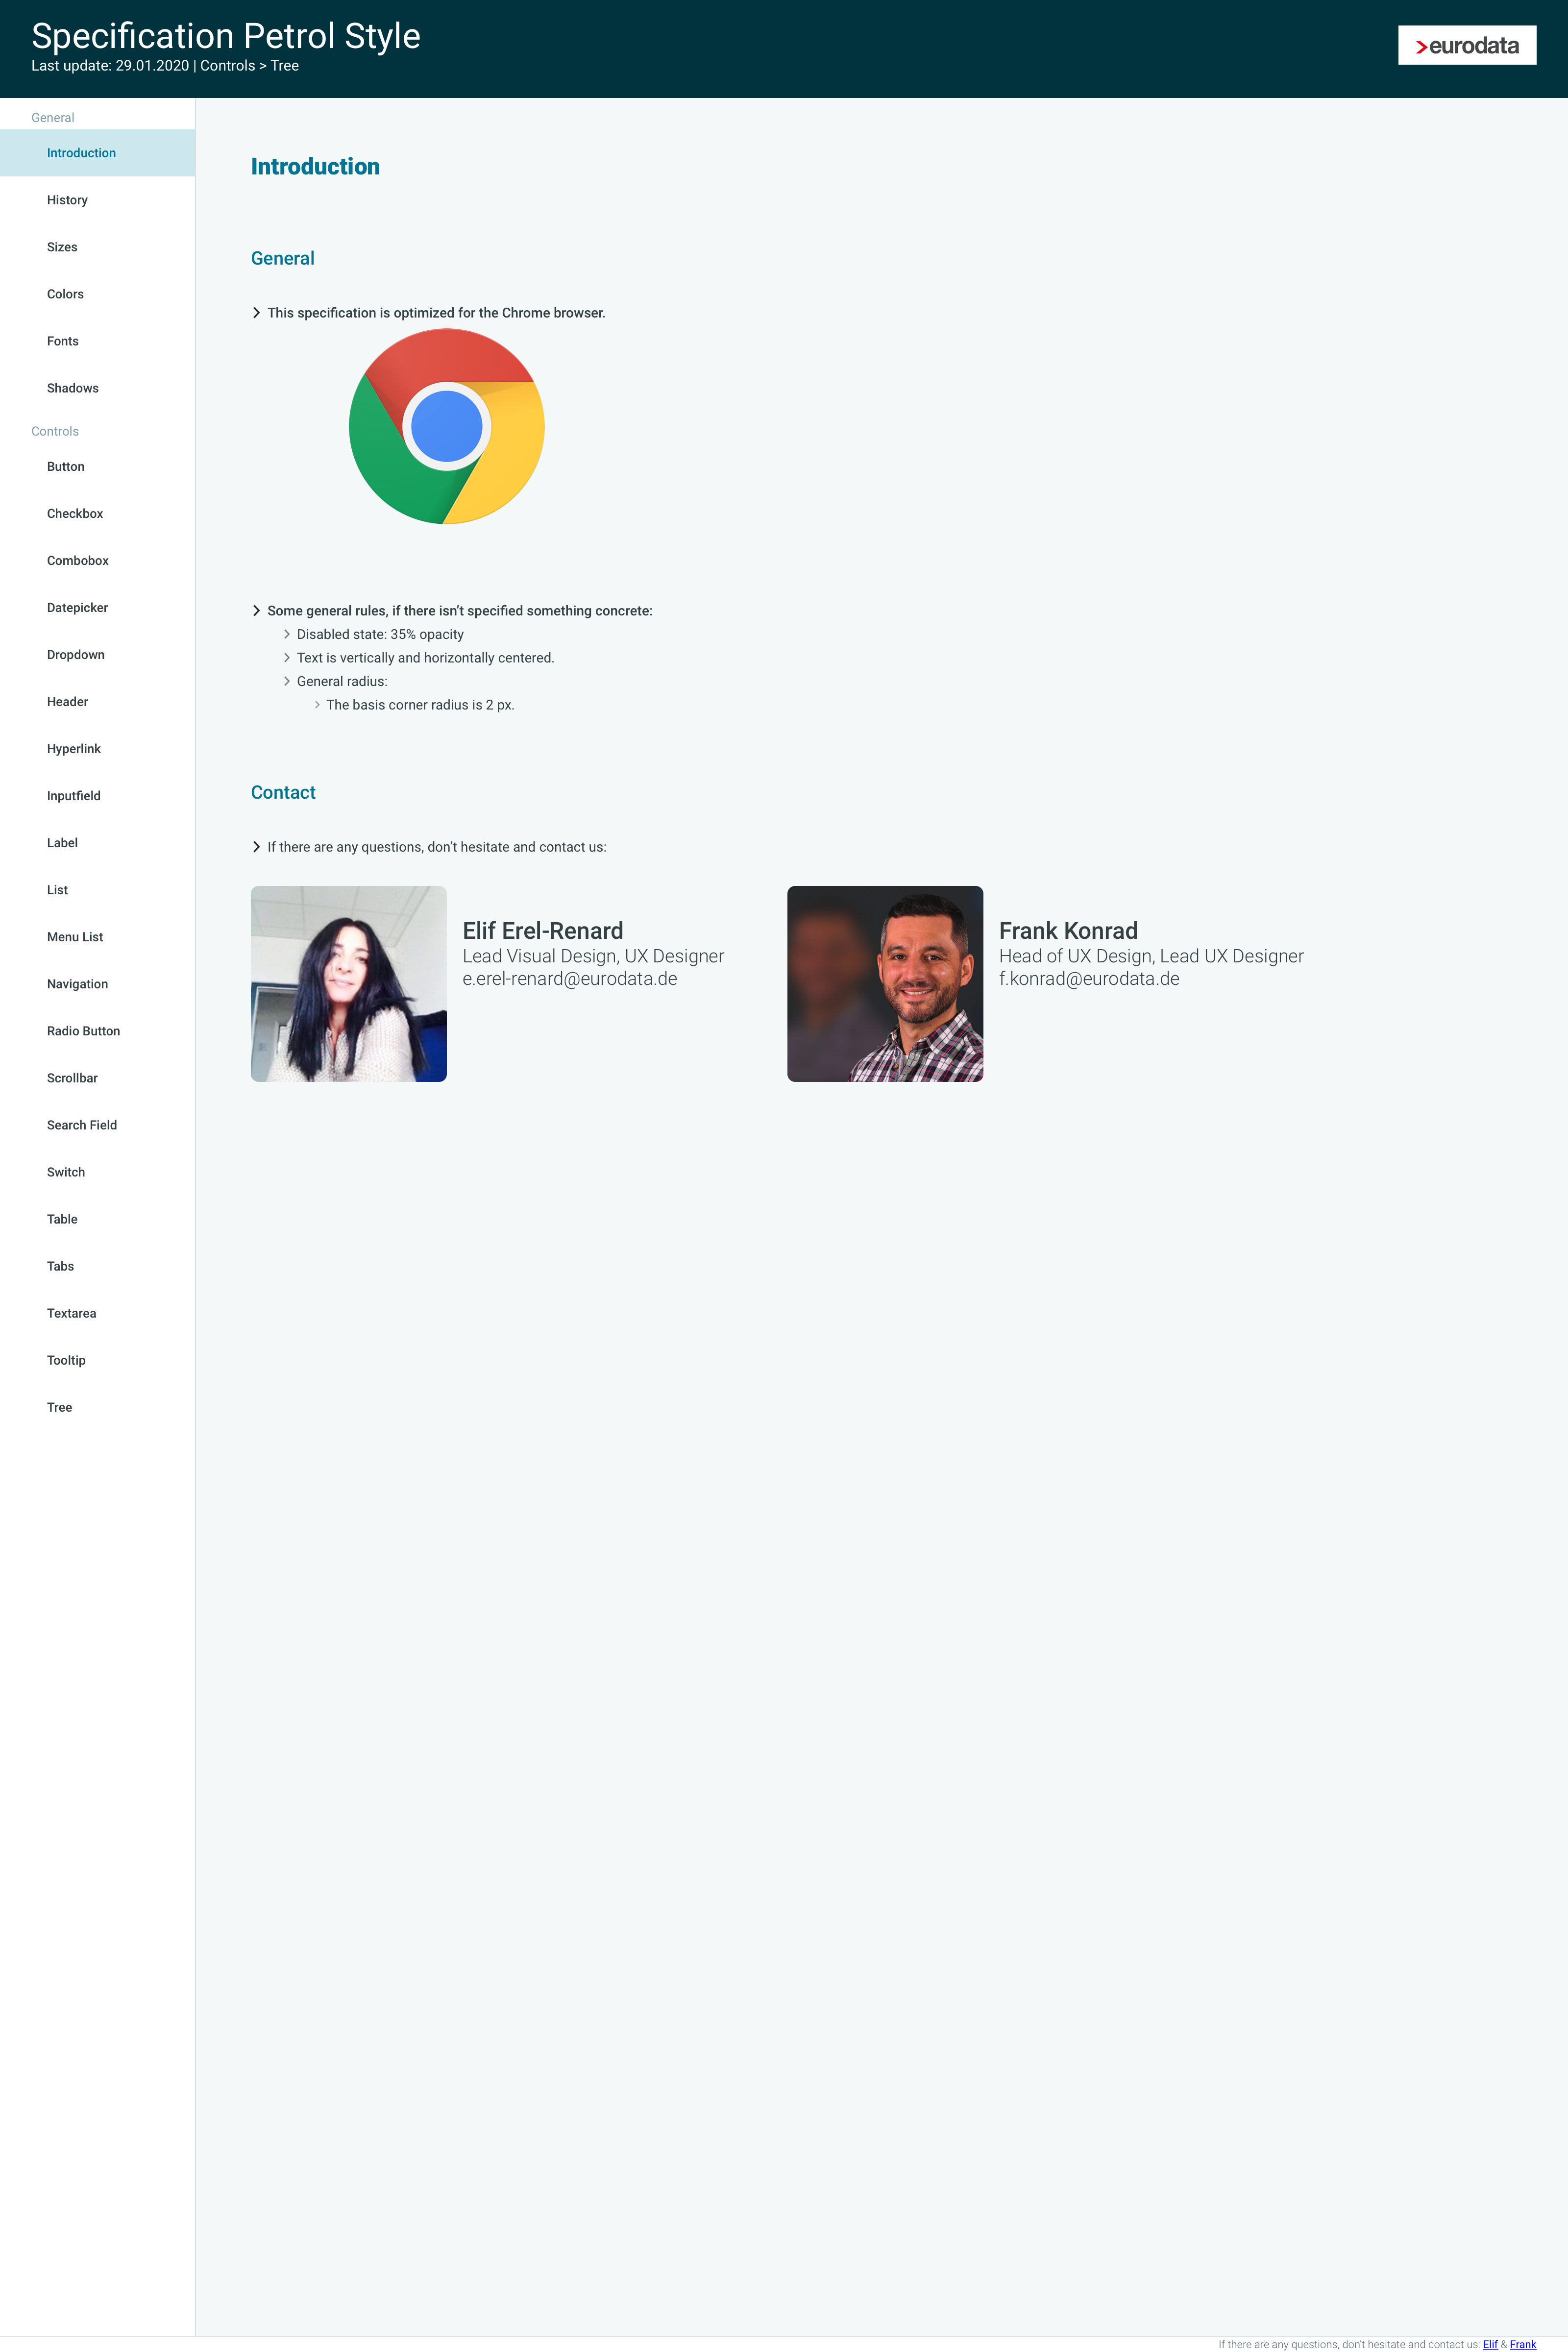 Specification Petrol Style
Last update: 29.01.2020 | Controls > Tree
eurodata
General
Introduction
History
Sizes
Colors
Fonts
Shadows
Controls
Button
Checkbox
Combobox
Datepicker
Dropdown
Header
Hyperlink
Inputfield
Label
List
Menu List
Navigation
Radio Button
Scrollbar
Search Field
Switch
Table
Tabs
Textarea
Tooltip
Tree
Introduction
General
This specification is optimized for the Chrome browser.
Some general rules, if there isn’t specified something concrete:
Disabled state: 35% opacity
Text is vertically and horizontally centered.
General radius:
The basis corner radius is 2 px.
Contact
If there are any questions, don’t hesitate and contact us:
Elif Erel-Renard
Lead Visual Design, UX Designer
e.erel-renard@eurodata.de
Frank Konrad
Head of UX Design, Lead UX Designer
f.konrad@eurodata.de
If there are any questions, don’t hesitate and contact us: Elif & Frank